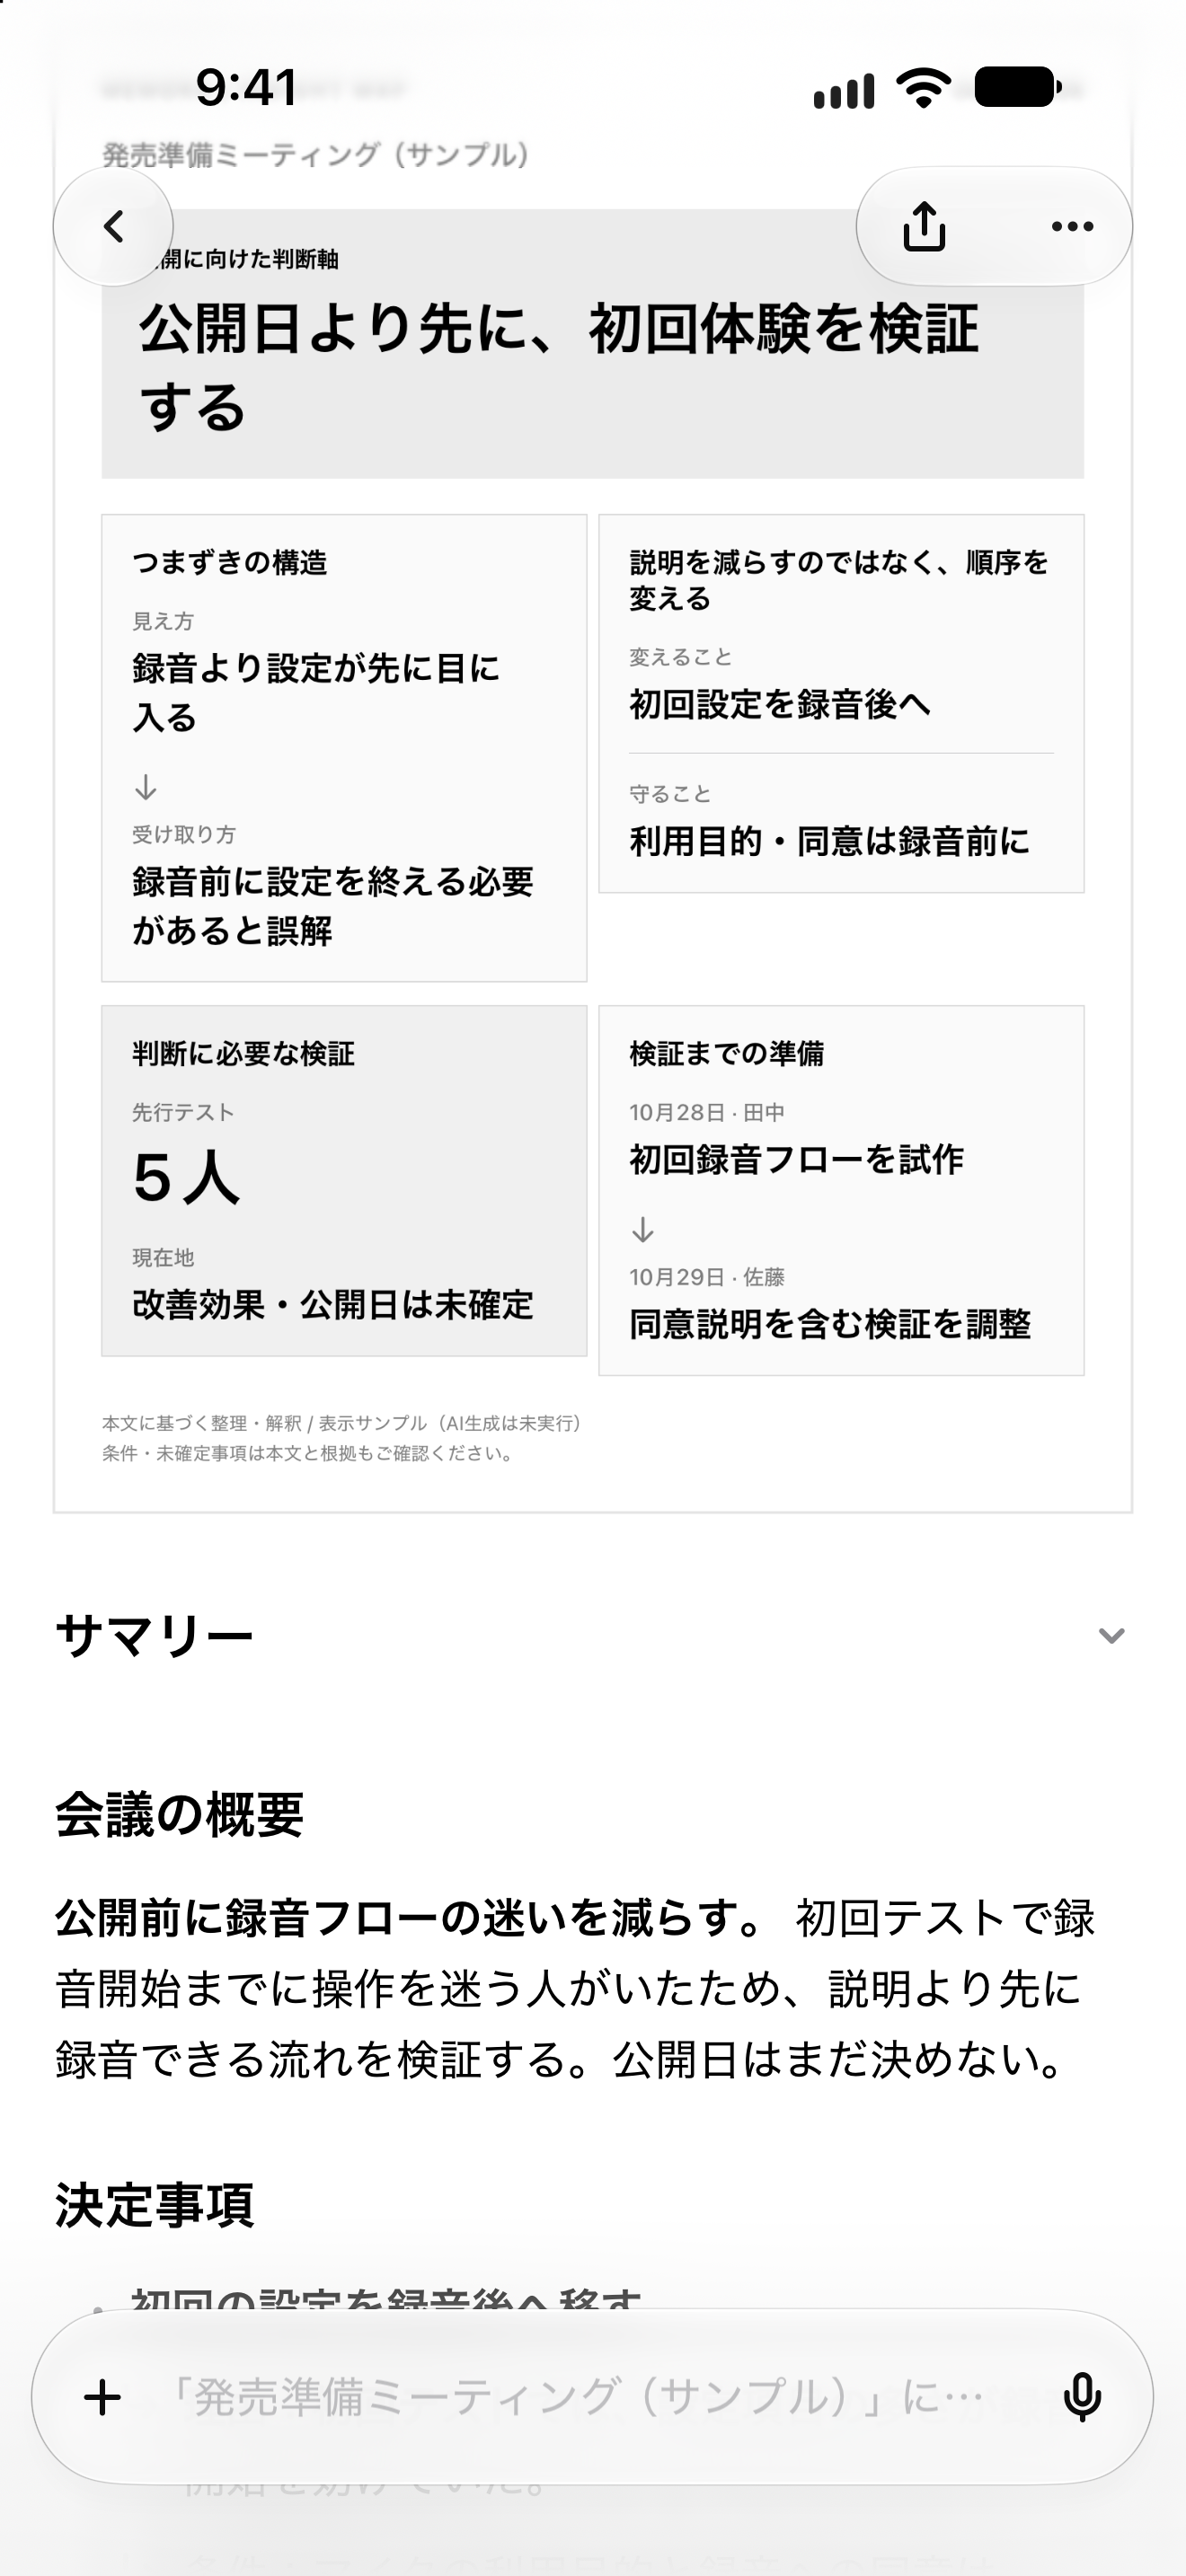 9:41
発売準備ミーティング（サンプル）
開に向けた判断軸
公開日より先に、初回体験を検証
する
つまずきの構造
見え方
録音より設定が先に目に
入る
↓
受け取り方
録音前に設定を終える必要
があると誤解
説明を減らすのではなく、順序を
変える
変えること
初回設定を録音後へ
守ること
利用目的・同意は録音前に
判断に必要な検証
先行テスト
5人
現在地
改善効果・公開日は未確定
検証までの準備
10月28日 · 田中
初回録音フローを試作
↓
10月29日 · 佐藤
同意説明を含む検証を調整
本文に基づく整理・解釈 / 表示サンプル（AI生成は未実行）
条件・未確定事項は本文と根拠もご確認ください。
サマリー
会議の概要
公開前に録音フローの迷いを減らす。 初回テストで録
音開始までに操作を迷う人がいたため、説明より先に
録音できる流れを検証する。公開日はまだ決めない。
決定事項
初回の設定を録音後へ移す
「発売準備ミーティング（サンプル）」に…